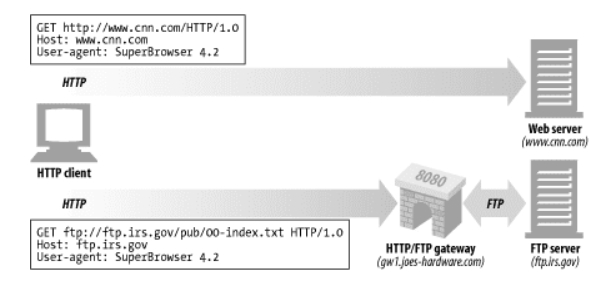 GET http://www.cnn.com/HTTP/1.0
Host: www.cnn.com
User-agent: SuperBrowser 4.2
HTTP
Web server
(www.cnn.com)
HTTP client
8080
HTTP
FTP
GET ftp://ftp.irs.gov/pub/00-index.txt HTTP/1.0
Host: ftp.irs.gov
User-agent: SuperBrowser 4.2
HTTP/FTP gateway
(gw1.joes-hardware.com)
FTP server
(ftp.irs.gov)